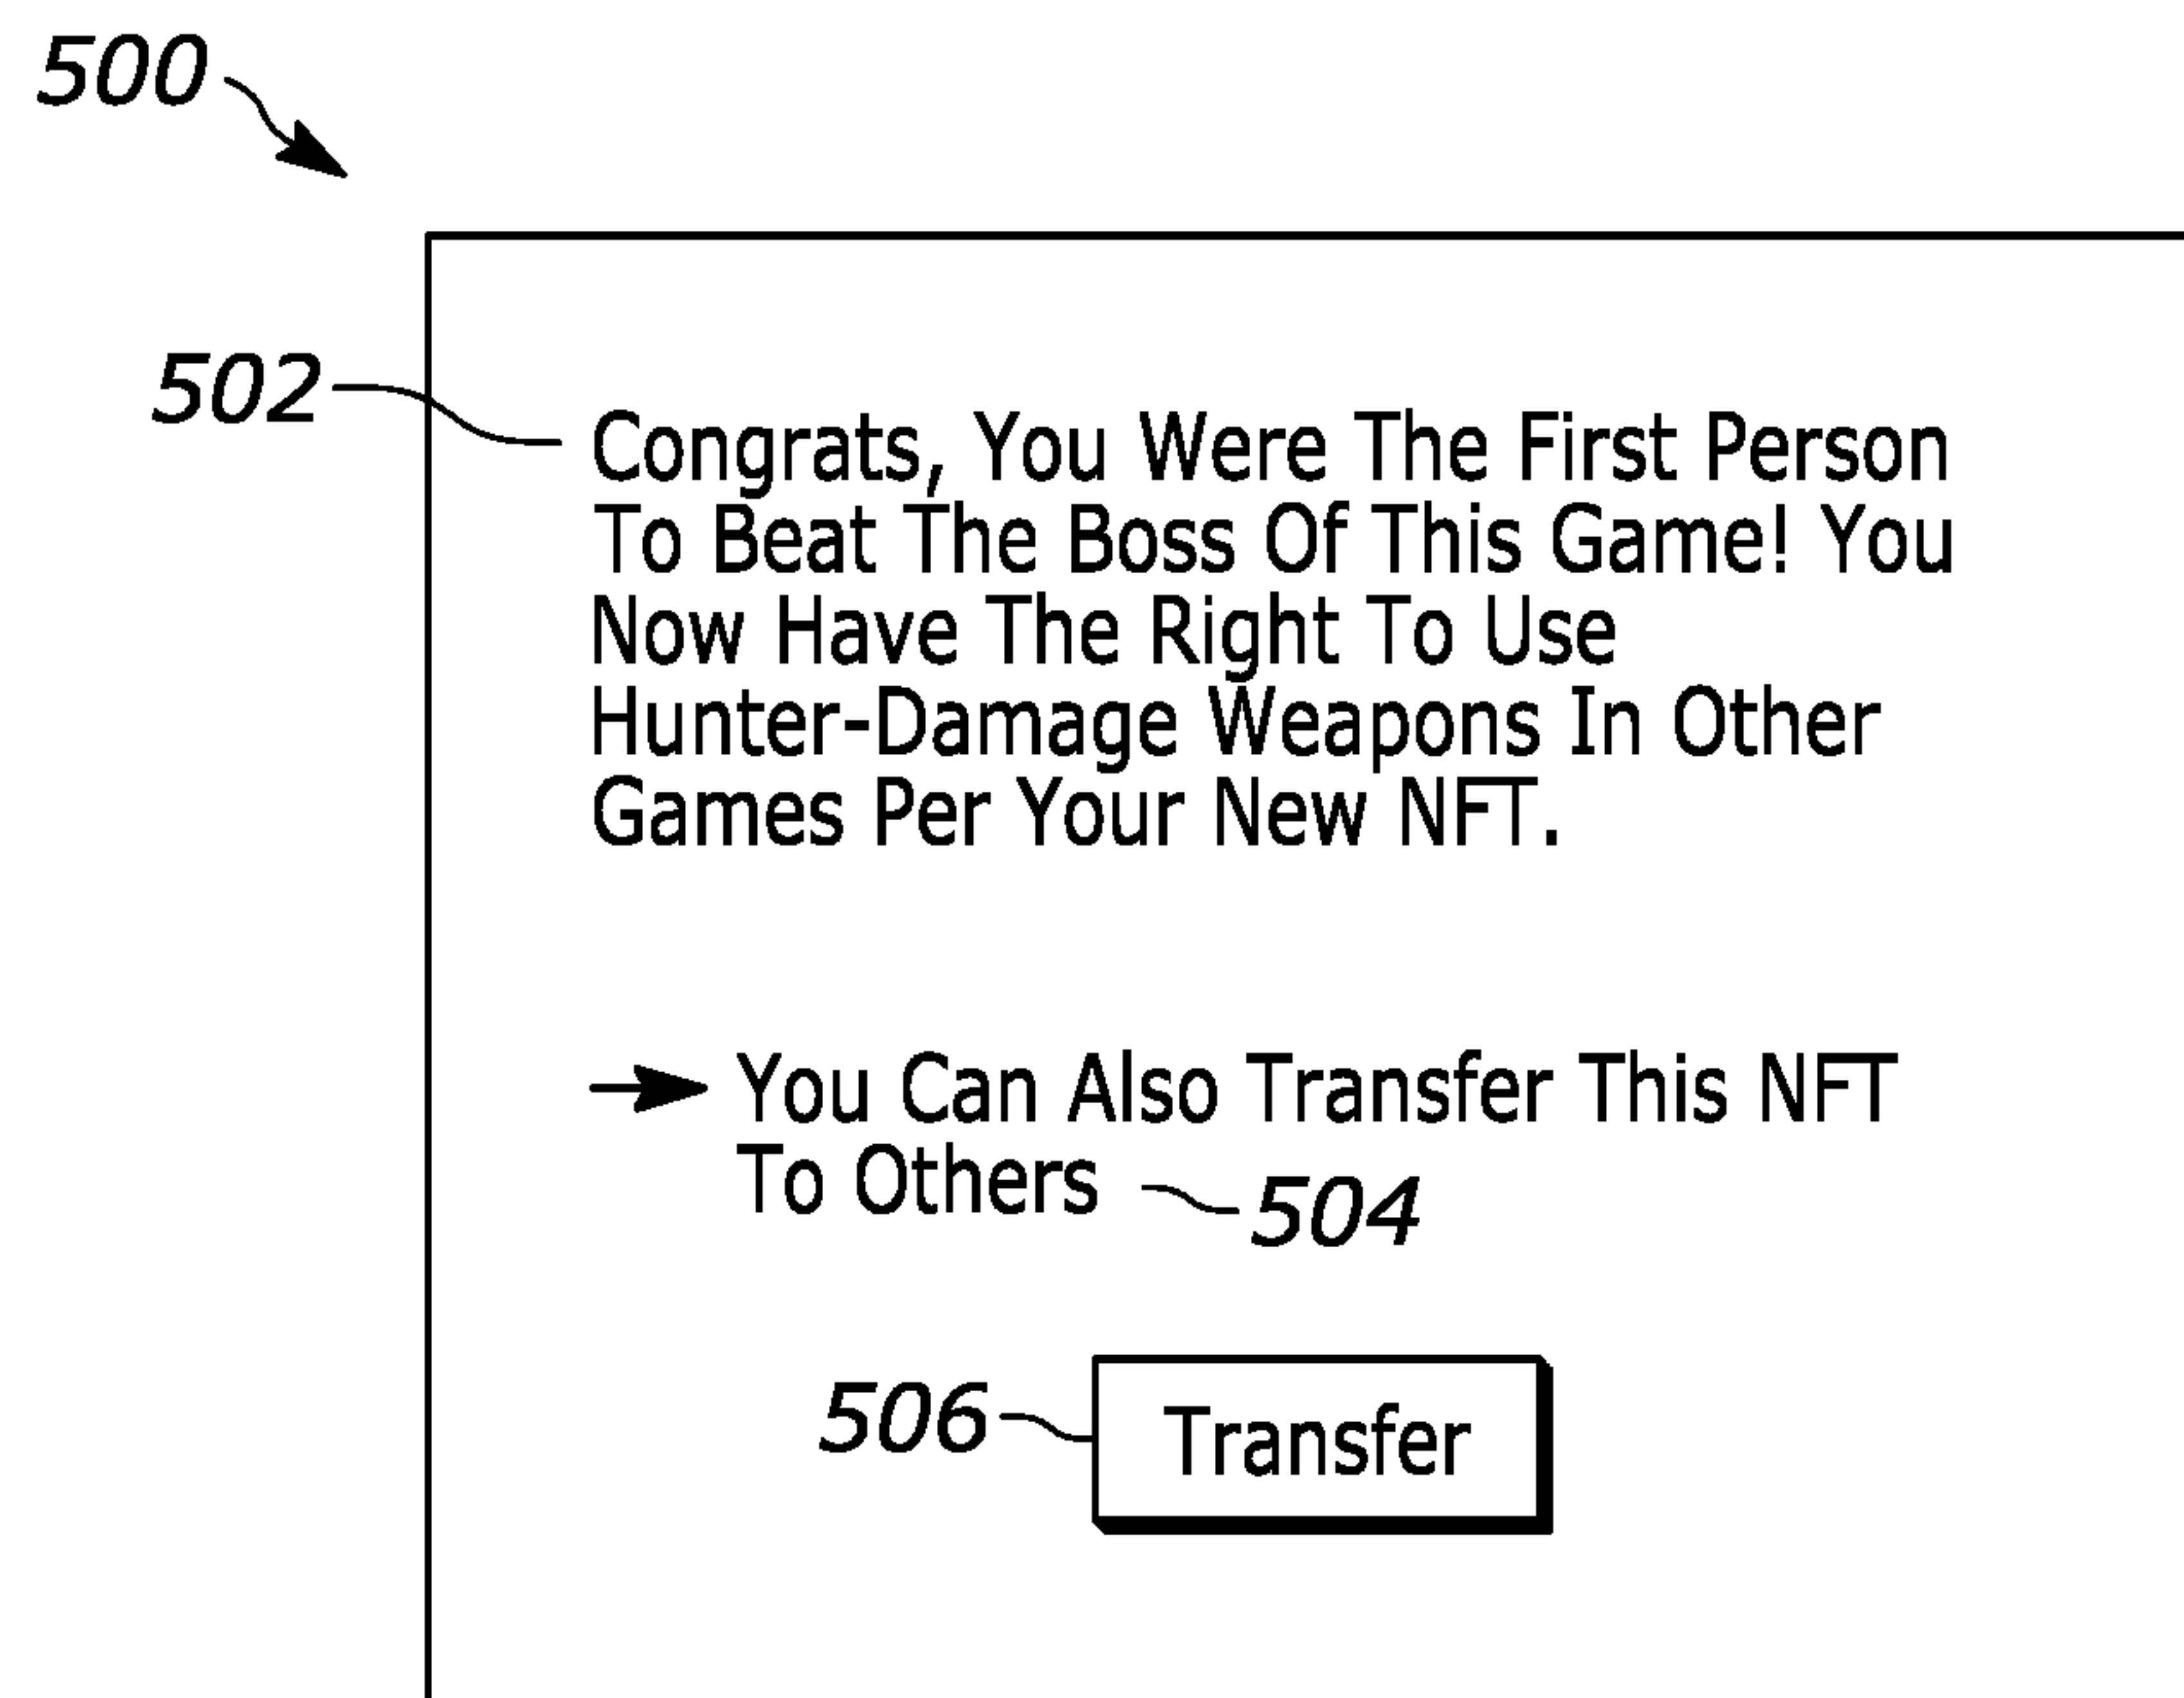 500
502
Congrats, You Were The First Person
To Beat The Boss Of This Game! You
Now Have The Right To Use
Hunter-Damage Weapons In Other
Games Per Your New NFT.
You Can Also Transfer This NFT
To Others
504
506
Transfer